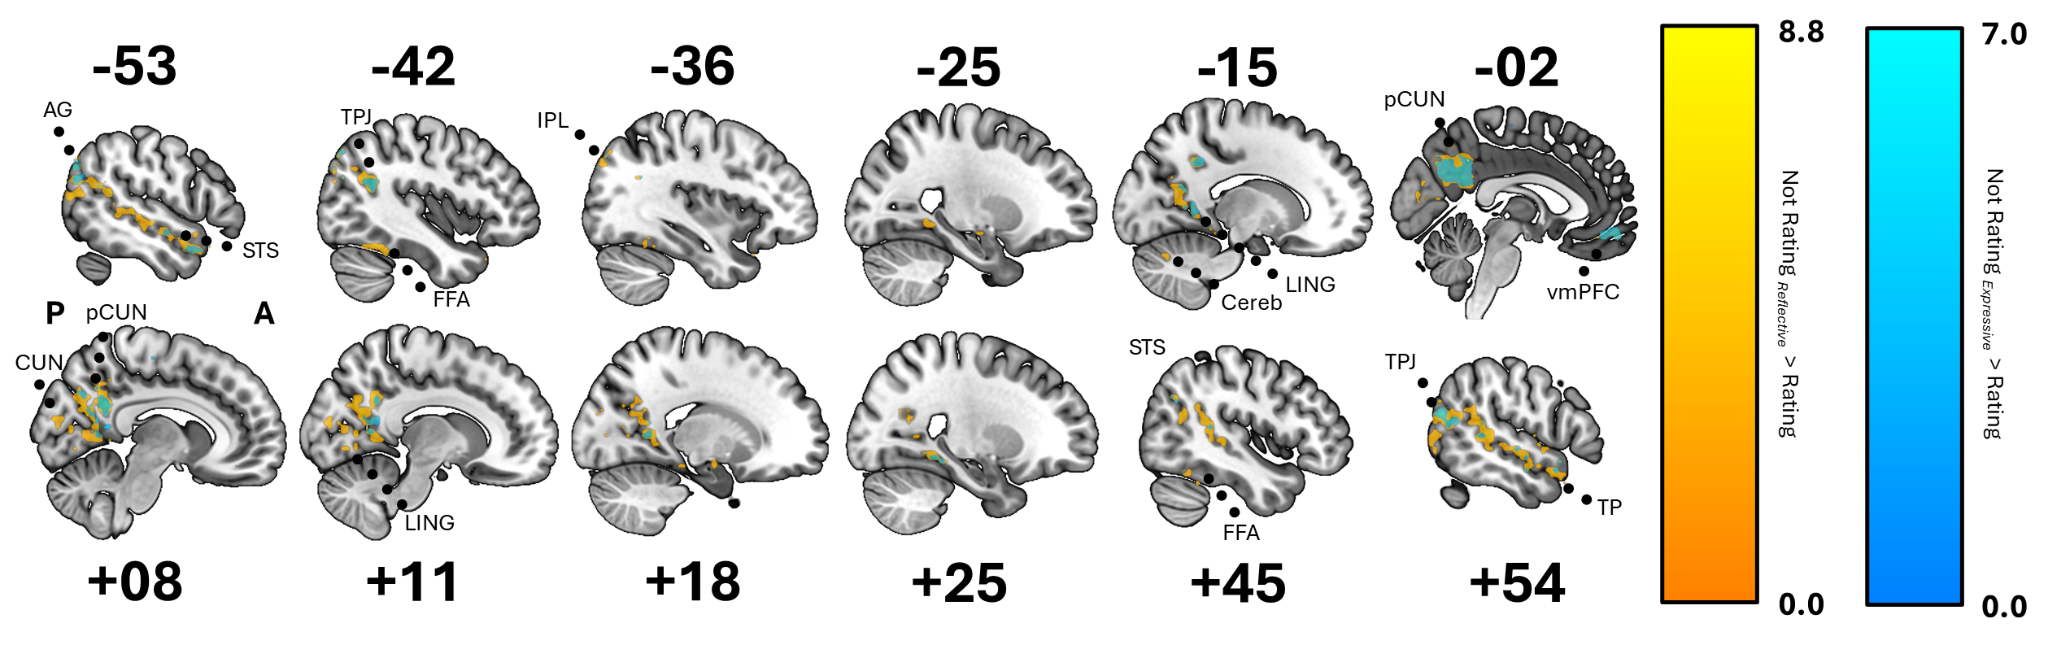 -53
-42
-36
-25
-15
-02
AG
TPJ
IPL
pCUN
STS
FFA
Cereb
LING
vmPFC
P
A
pCUN
CUN
LING
STS
FFA
TPJ
TP
+08
+11
+18
+25
+45
+54
8.8
Not Rating Reflective > Rating
0.0
7.0
Not Rating Expressive > Rating
0.0